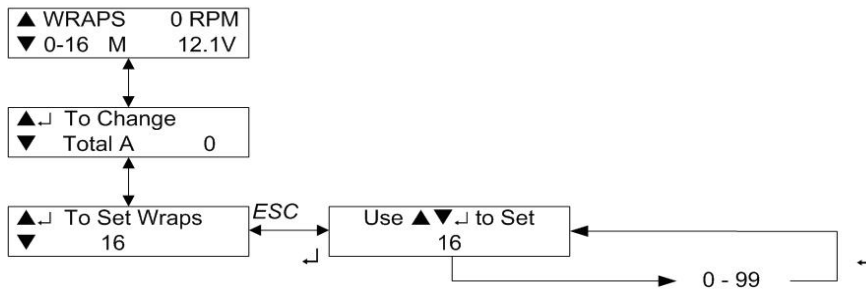 ▲ WRAPS 0 RPM
▼ 0-16 M 12.1V
▲↵ To Change
▼ Total A 0
▲↵ To Set Wraps
▼ 16
ESC
↵
Use ▲▼↵ to Set
16
↵
0 - 99